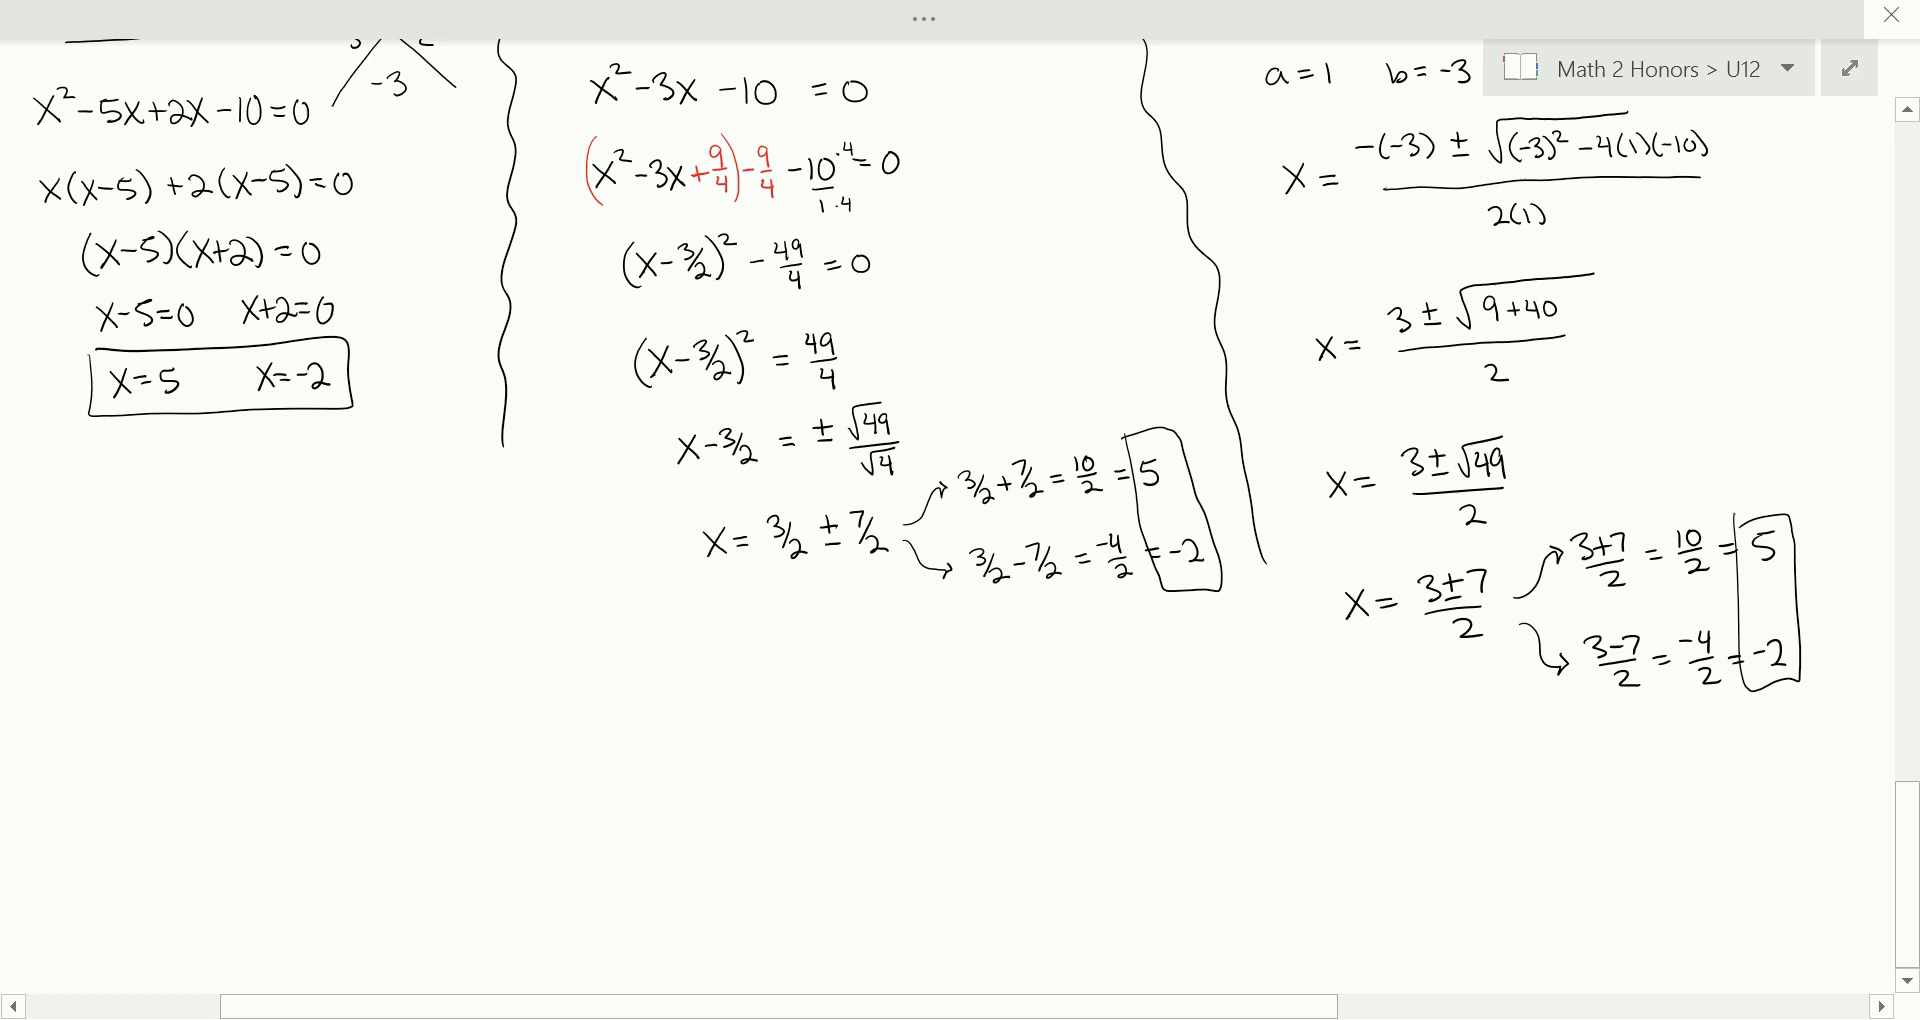 ...
Math 2 Honors > U12
-3
x² - 5x + 2x - 10 = 0
x(x-5) + 2(x-5) = 0
(x-5)(x+2) = 0
x-5=0 x+2=0
x=5 x=-2
x² - 3x - 10 = 0
(x² - 3x + 9/4) - 9/4 - 10·4/1·4 = 0
(x - 3/2)² - 49/4 = 0
(x - 3/2)² = 49/4
x - 3/2 = ± √49/√4
x = 3/2 ± 7/2
3/2 + 7/2 = 10/2 = 5
3/2 - 7/2 = -4/2 = -2
a = 1 b = -3
x = -(-3) ± √(-3)² - 4(1)(-10) / 2(1)
x = 3 ± √9+40 / 2
x = 3 ± √49 / 2
x = 3 ± 7 / 2
3+7/2 = 10/2 = 5
3-7/2 = -4/2 = -2